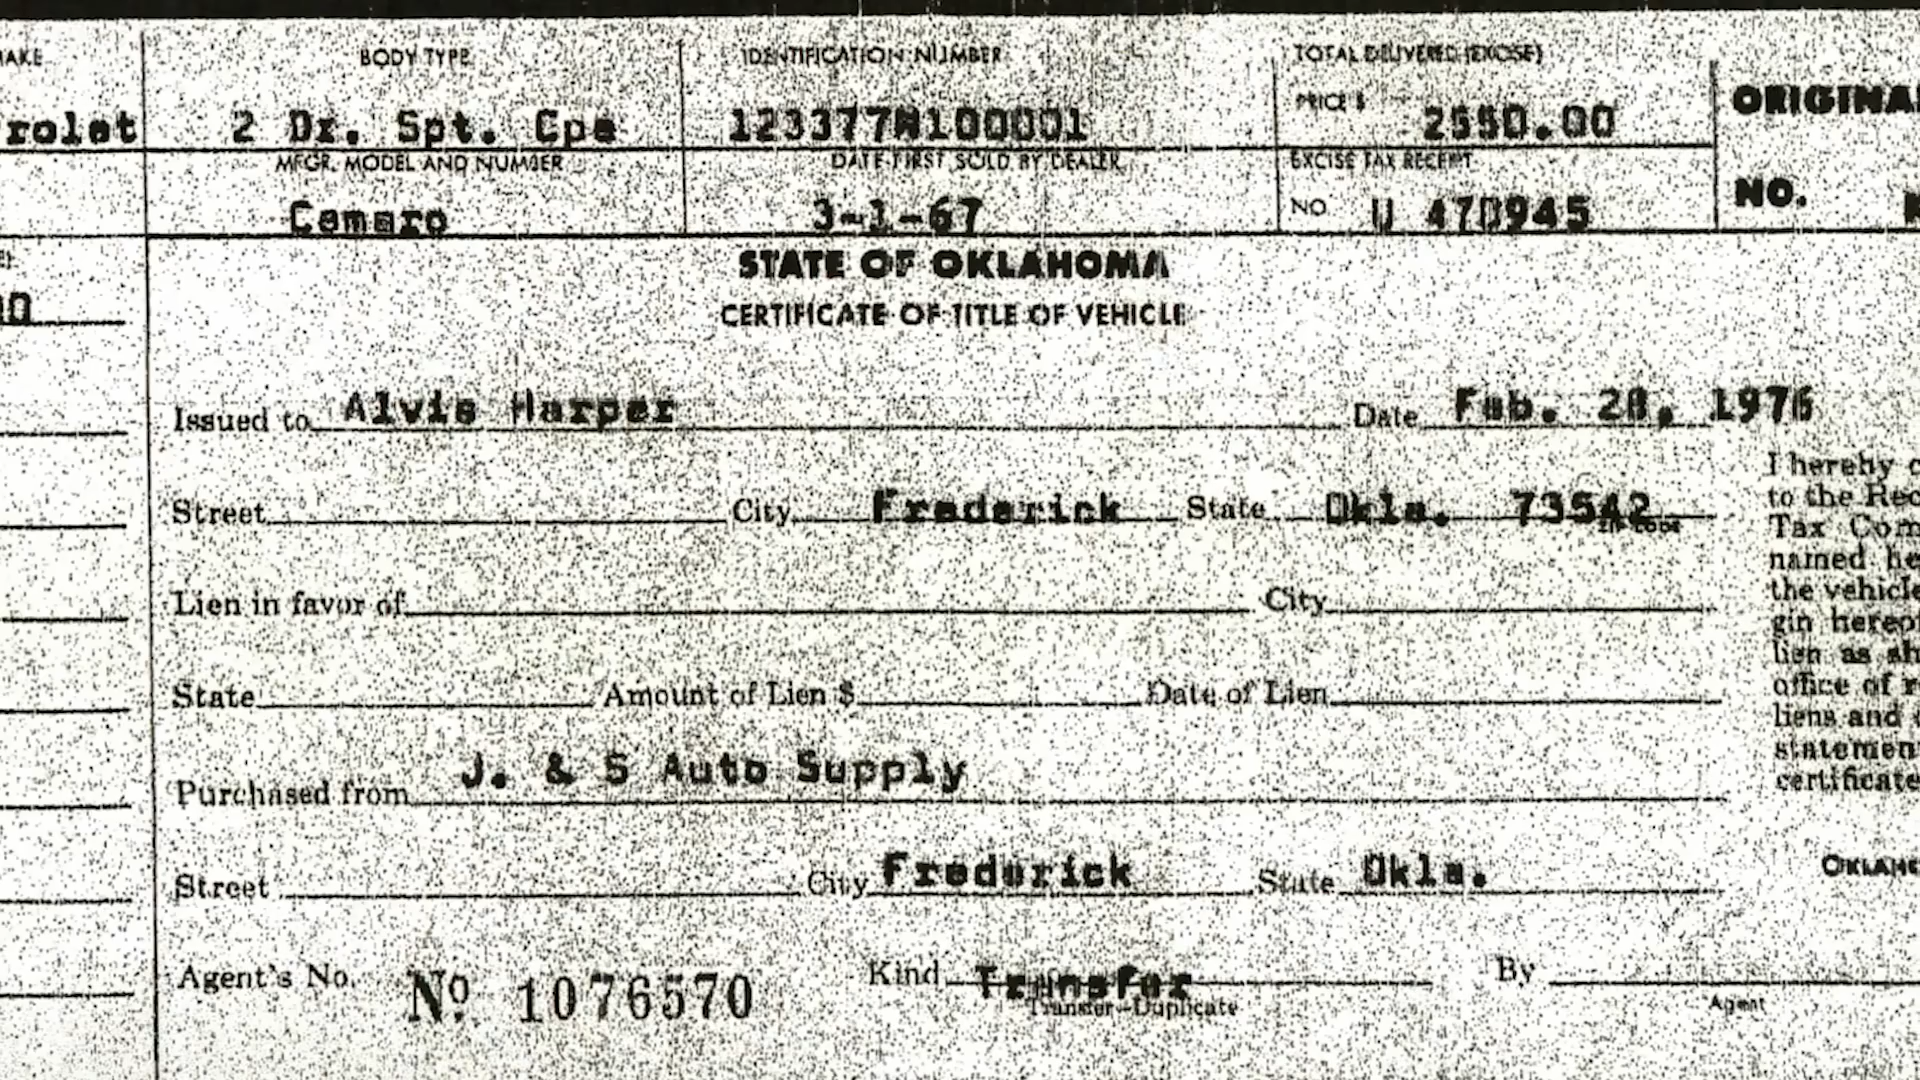 MAKE BODY TYPE IDENTIFICATION NUMBER TOTAL DELIVERED (EXCISE)
rolet 2 Dr. Spt. Cpe 123377N100001 PRICE $ 2550.00 ORIGINA
MFGR. MODEL AND NUMBER DATE FIRST SOLD BY DEALER EXCISE TAX RECEIPT
Camaro 3-1-67 NO. U 470945 NO.
STATE OF OKLAHOMA
CERTIFICATE OF TITLE OF VEHICLE
Issued to Alvis Harper Date Feb. 28, 1976
Street City Frederick State Okla. 73542
ZIP CODE
Lien in favor of City
State Amount of Lien $ Date of Lien
Purchased from J. & S Auto Supply
Street City Frederick State Okla.
Agent's No. Nº 1076570 Kind Transfer By
Transfer—Duplicate Agent
I hereby c
to the Rec
Tax Com
named he
the vehicle
gin hereof
lien as sh
office of r
liens and
statemen
certificate
OKLAHO